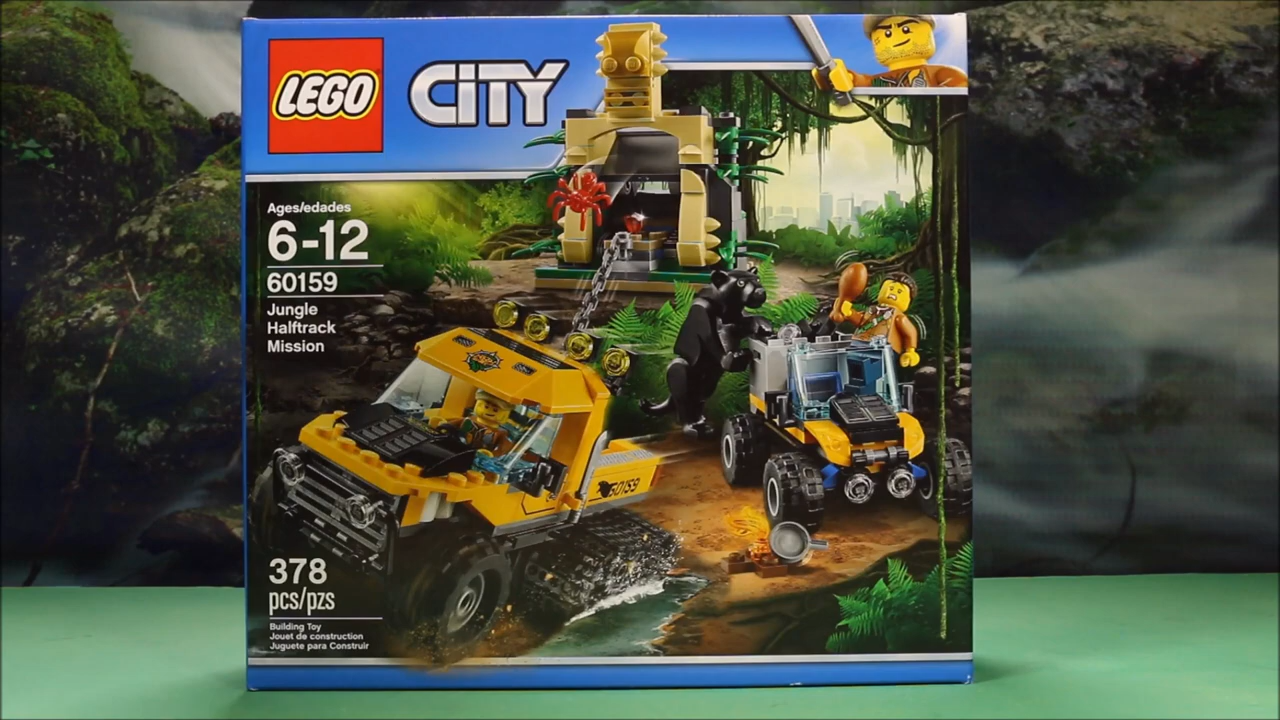 LEGO
CITY
Ages/edades
6-12
60159
Jungle
Halftrack
Mission
60159
378
pcs/pzs
Building Toy
Jouet de construction
Juguete para Construir